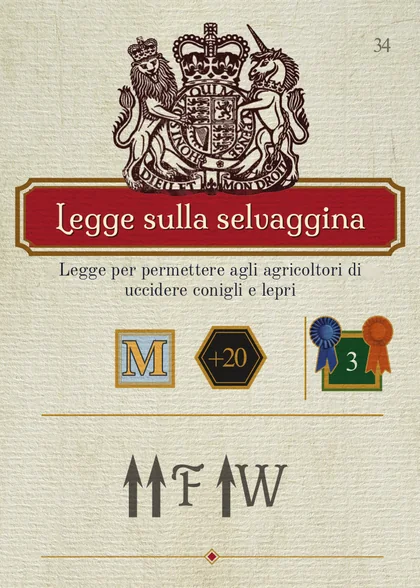 34
DIEU ET MON DROIT
Legge sulla selvaggina
Legge per permettere agli agricoltori di
uccidere conigli e lepri
M
+20
3
F W